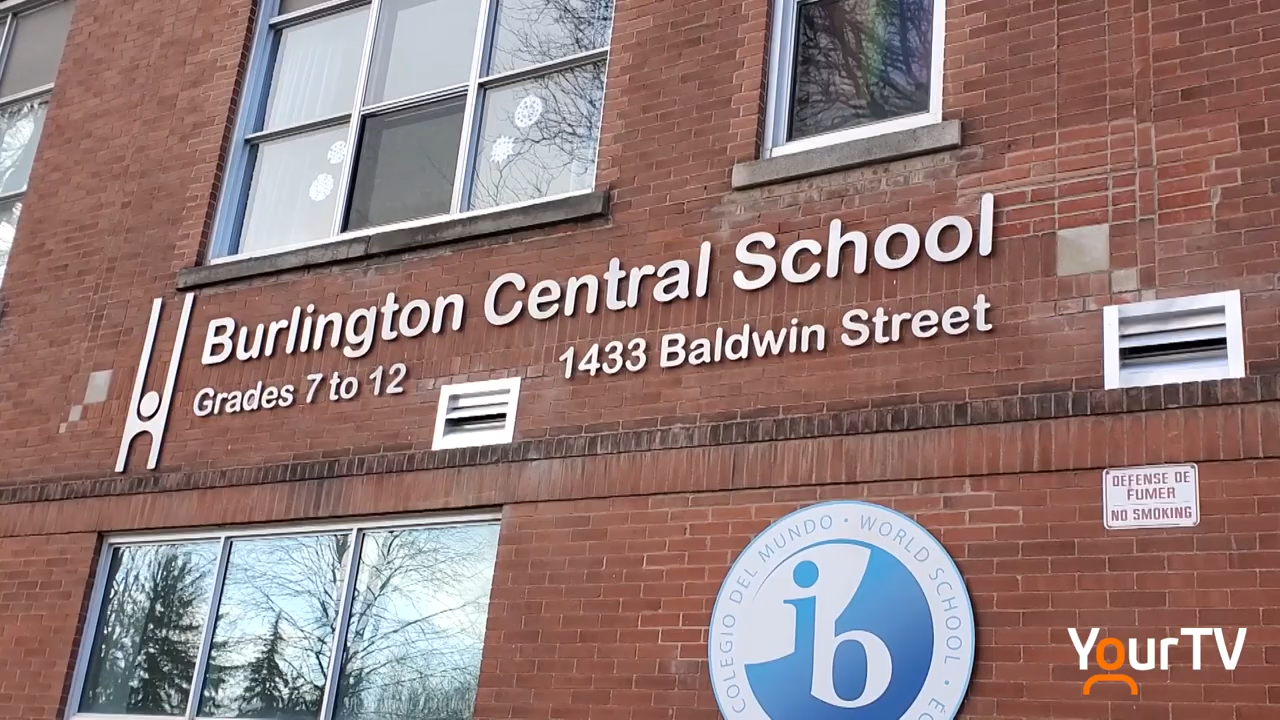 Burlington Central School
Grades 7 to 12
1433 Baldwin Street
DÉFENSE DE
FUMER
NO SMOKING
COLEGIO DEL MUNDO · WORLD SCHOOL ·
ib
YourTV